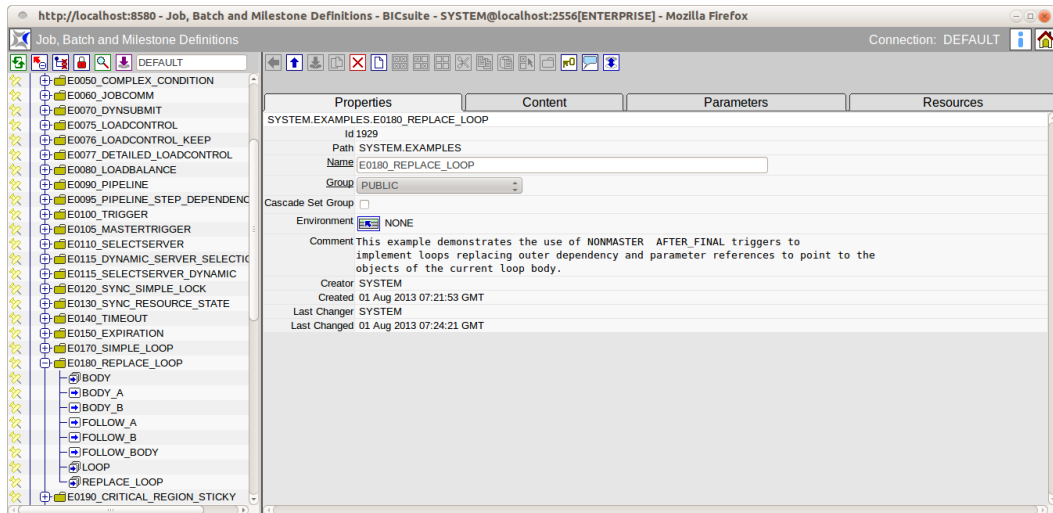 http://localhost:8580 - Job, Batch and Milestone Definitions - BICsuite - SYSTEM@localhost:2556[ENTERPRISE] - Mozilla Firefox
Job, Batch and Milestone Definitions
Connection: DEFAULT
DEFAULT
E0050_COMPLEX_CONDITION
E0060_JOBCOMM
E0070_DYNSUBMIT
E0075_LOADCONTROL
E0076_LOADCONTROL_KEEP
E0077_DETAILED_LOADCONTROL
E0080_LOADBALANCE
E0090_PIPELINE
E0095_PIPELINE_STEP_DEPENDENC
E0100_TRIGGER
E0105_MASTERTRIGGER
E0110_SELECTSERVER
E0115_DYNAMIC_SERVER_SELECTIO
E0115_SELECTSERVER_DYNAMIC
E0120_SYNC_SIMPLE_LOCK
E0130_SYNC_RESOURCE_STATE
E0140_TIMEOUT
E0150_EXPIRATION
E0170_SIMPLE_LOOP
E0180_REPLACE_LOOP
BODY
BODY_A
BODY_B
FOLLOW_A
FOLLOW_B
FOLLOW_BODY
LOOP
REPLACE_LOOP
E0190_CRITICAL_REGION_STICKY
Properties Content Parameters Resources
SYSTEM.EXAMPLES.E0180_REPLACE_LOOP
Id 1929
Path SYSTEM.EXAMPLES
Name E0180_REPLACE_LOOP
Group PUBLIC
Cascade Set Group
Environment NONE
Comment This example demonstrates the use of NONMASTER  AFTER_FINAL triggers to
implement loops replacing outer dependency and parameter references to point to the
objects of the current loop body.
Creator SYSTEM
Created 01 Aug 2013 07:21:53 GMT
Last Changer SYSTEM
Last Changed 01 Aug 2013 07:24:21 GMT